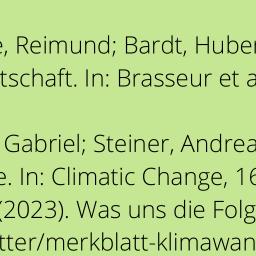 , Reimund; Bardt, Huber
tschaft. In: Brasseur et a
Gabriel; Steiner, Andrea
e. In: Climatic Change, 16
(2023). Was uns die Folg
tter/merkblatt-klimawan